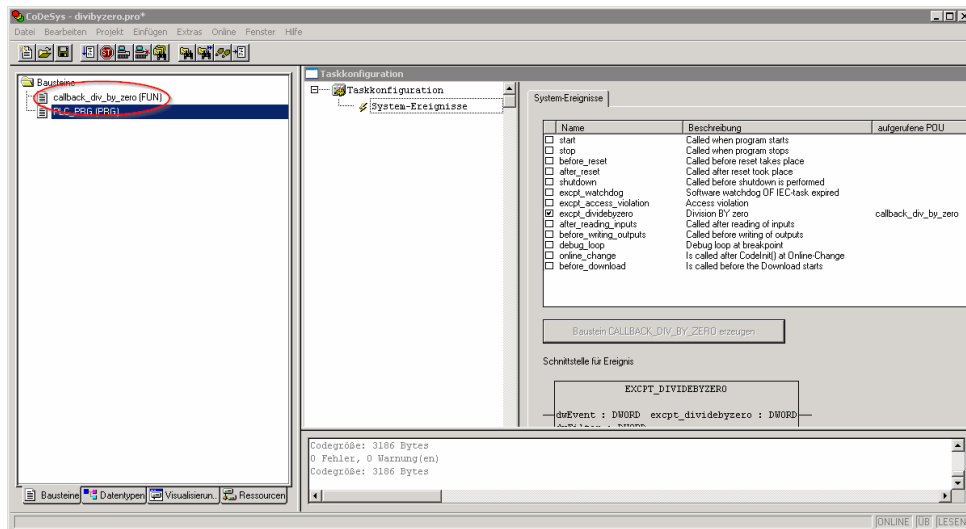 CoDeSys - divibyzero.pro*
Datei Bearbeiten Projekt Einfügen Extras Online Fenster Hilfe
Bausteine
callback_div_by_zero (FUN)
PLC_PRG (PRG)
Taskkonfiguration
Taskkonfiguration
System-Ereignisse
System-Ereignisse
Name Beschreibung aufgerufene POU
start Called when program starts
stop Called when program stops
before_reset Called before reset takes place
after_reset Called after reset took place
shutdown Called before shutdown is performed
excpt_watchdog Software watchdog OF IEC-task expired
excpt_access_violation Access violation
excpt_dividebyzero Division BY zero callback_div_by_zero
after_reading_inputs Called after reading of inputs
before_writing_outputs Called before writing of outputs
debug_loop Debug loop at breakpoint
online_change Is called after CodeInit() at Online-Change
before_download Is called before the Download starts
Baustein CALLBACK_DIV_BY_ZERO erzeugen
Schnittstelle für Ereignis
EXCPT_DIVIDEBYZERO
dwEvent : DWORD excpt_dividebyzero : DWORD
dwFilter : DWORD
Codegröße: 3186 Bytes
0 Fehler, 0 Warnung(en)
Codegröße: 3186 Bytes
Bausteine Datentypen Visualisierun.. Ressourcen
ONLINE ÜB LESEN